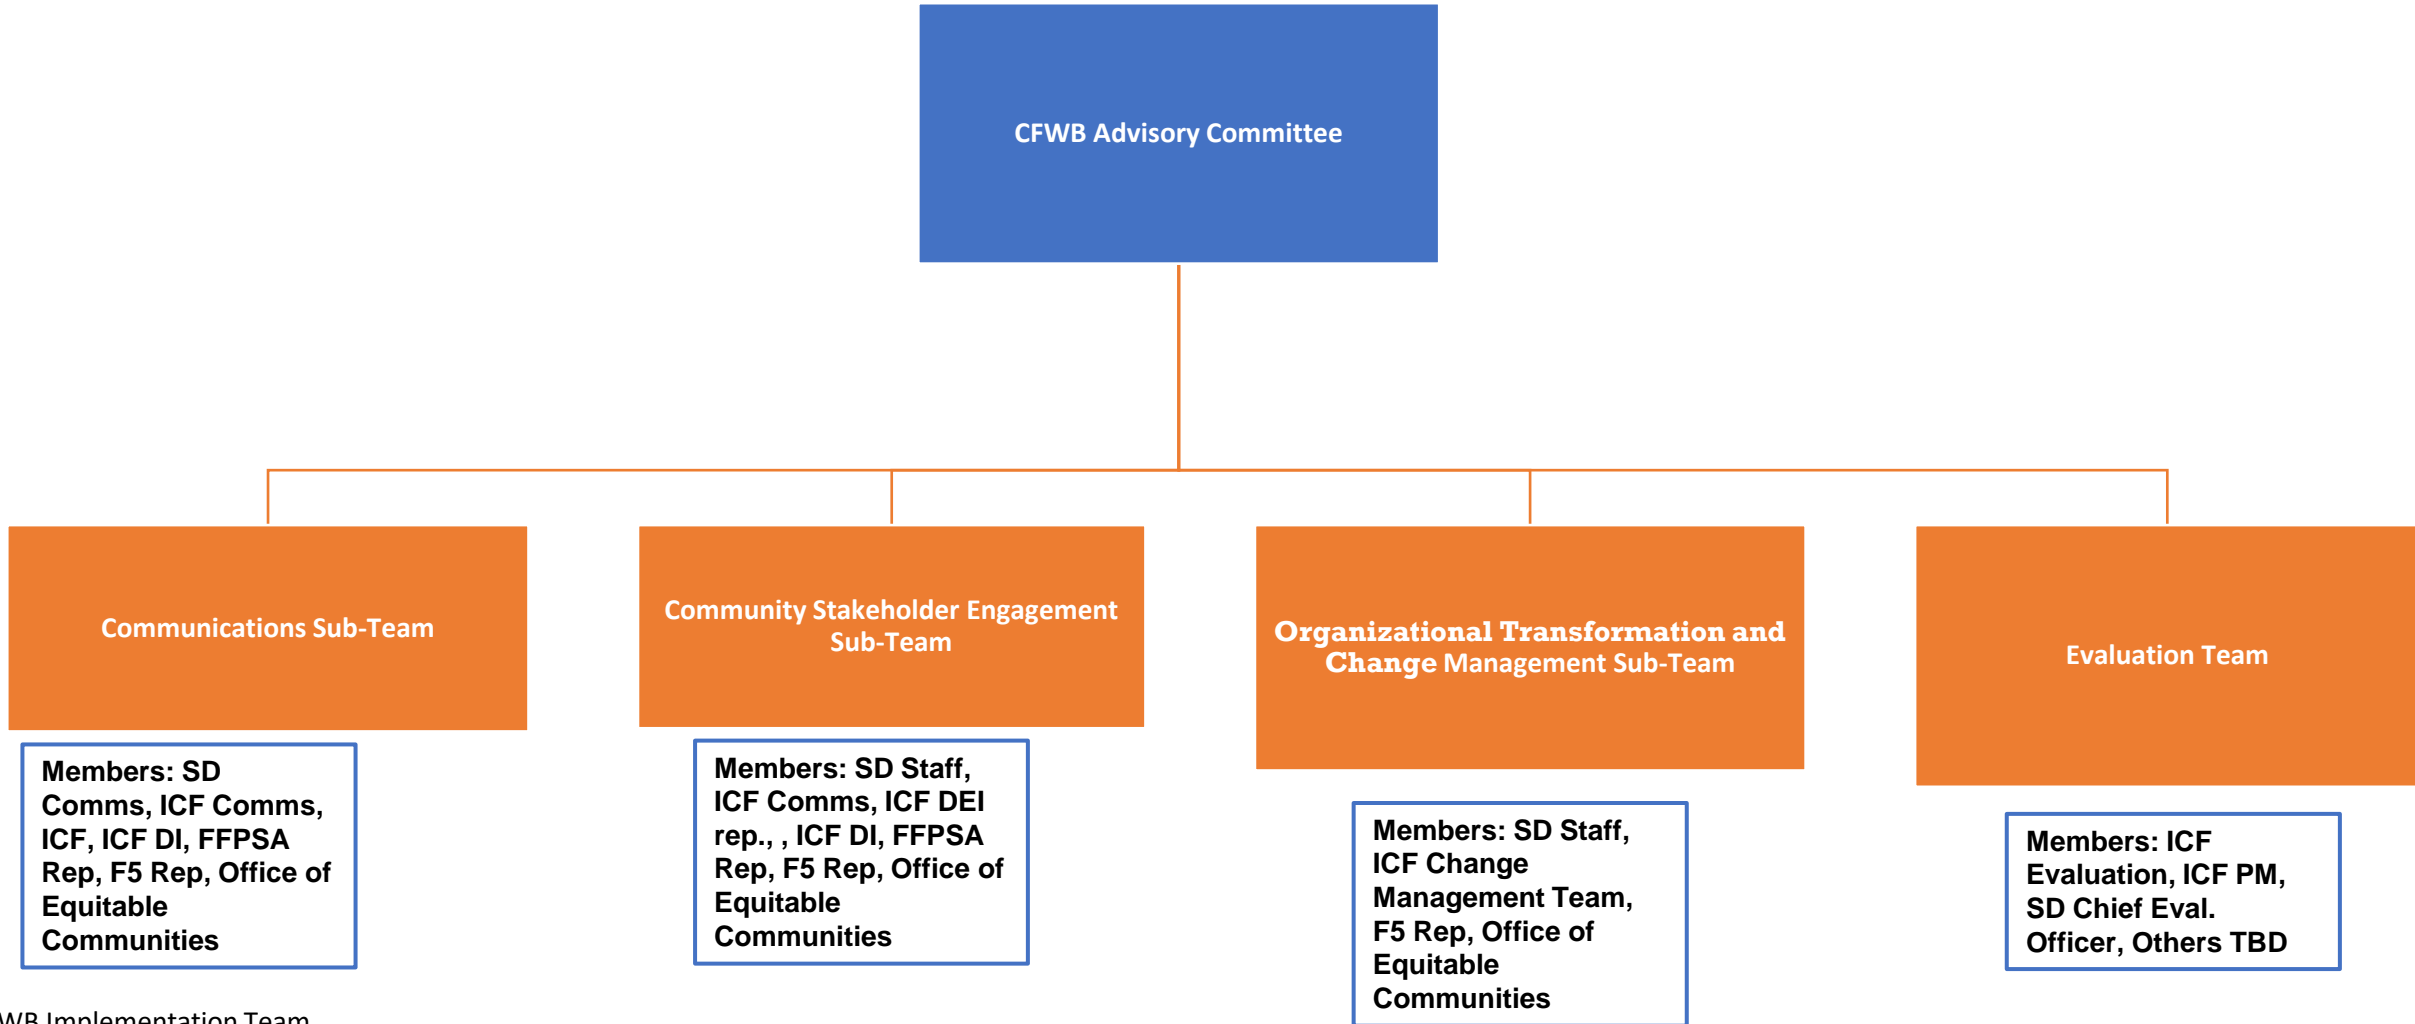 CFWB Advisory Committee
Communications Sub-Team
Community Stakeholder Engagement
Sub-Team
Organizational Transformation and
Change Management Sub-Team
Evaluation Team
Members: SD
Comms, ICF Comms,
ICF, ICF DI, FFPSA
Rep, F5 Rep, Office of
Equitable
Communities
Members: SD Staff,
ICF Comms, ICF DEI
rep., , ICF DI, FFPSA
Rep, F5 Rep, Office of
Equitable
Communities
Members: SD Staff,
ICF Change
Management Team,
F5 Rep, Office of
Equitable
Communities
Members: ICF
Evaluation, ICF PM,
SD Chief Eval.
Officer, Others TBD
WB Implementation Team